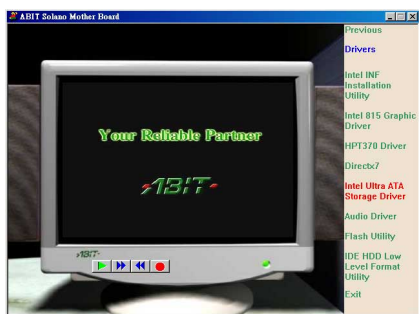 ABIT Solano Mother Board
Previous
Drivers
Intel INF
Installation
Utility
Intel 815 Graphic
Driver
HPT370 Driver
Directx7
Intel Ultra ATA
Storage Driver
Audio Driver
Flash Utility
IDE HDD Low
Level Format
Utility
Exit
Your Reliable Partner
ABIT
ABIT